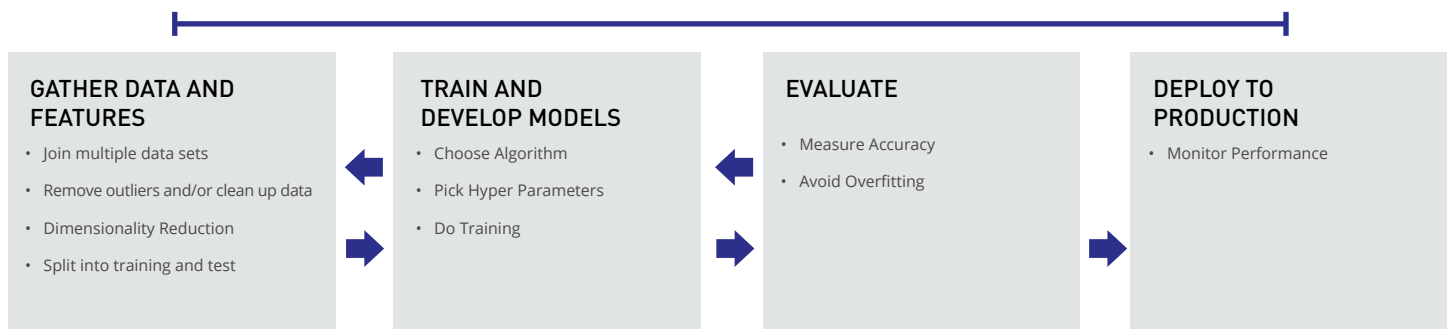 GATHER DATA AND
FEATURES
• Join multiple data sets
• Remove outliers and/or clean up data
• Dimensionality Reduction
• Split into training and test
TRAIN AND
DEVELOP MODELS
• Choose Algorithm
• Pick Hyper Parameters
• Do Training
EVALUATE
• Measure Accuracy
• Avoid Overfitting
DEPLOY TO
PRODUCTION
• Monitor Performance